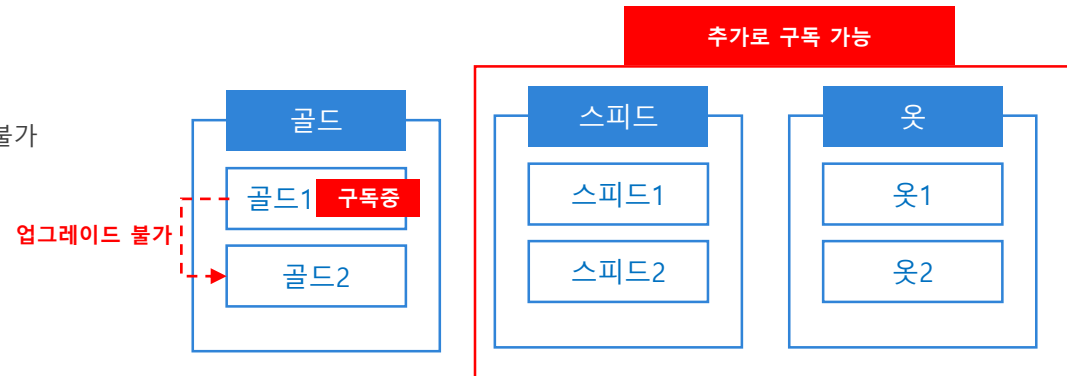 추가로 구독 가능
골드
스피드
옷
불가
골드1
구독중
스피드1
옷1
업그레이드 불가
골드2
스피드2
옷2